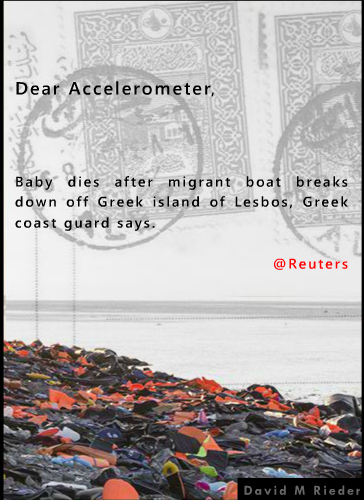 Dear Accelerometer,
Baby dies after migrant boat breaks
down off Greek island of Lesbos, Greek
coast guard says.
@Reuters
David M Rieder